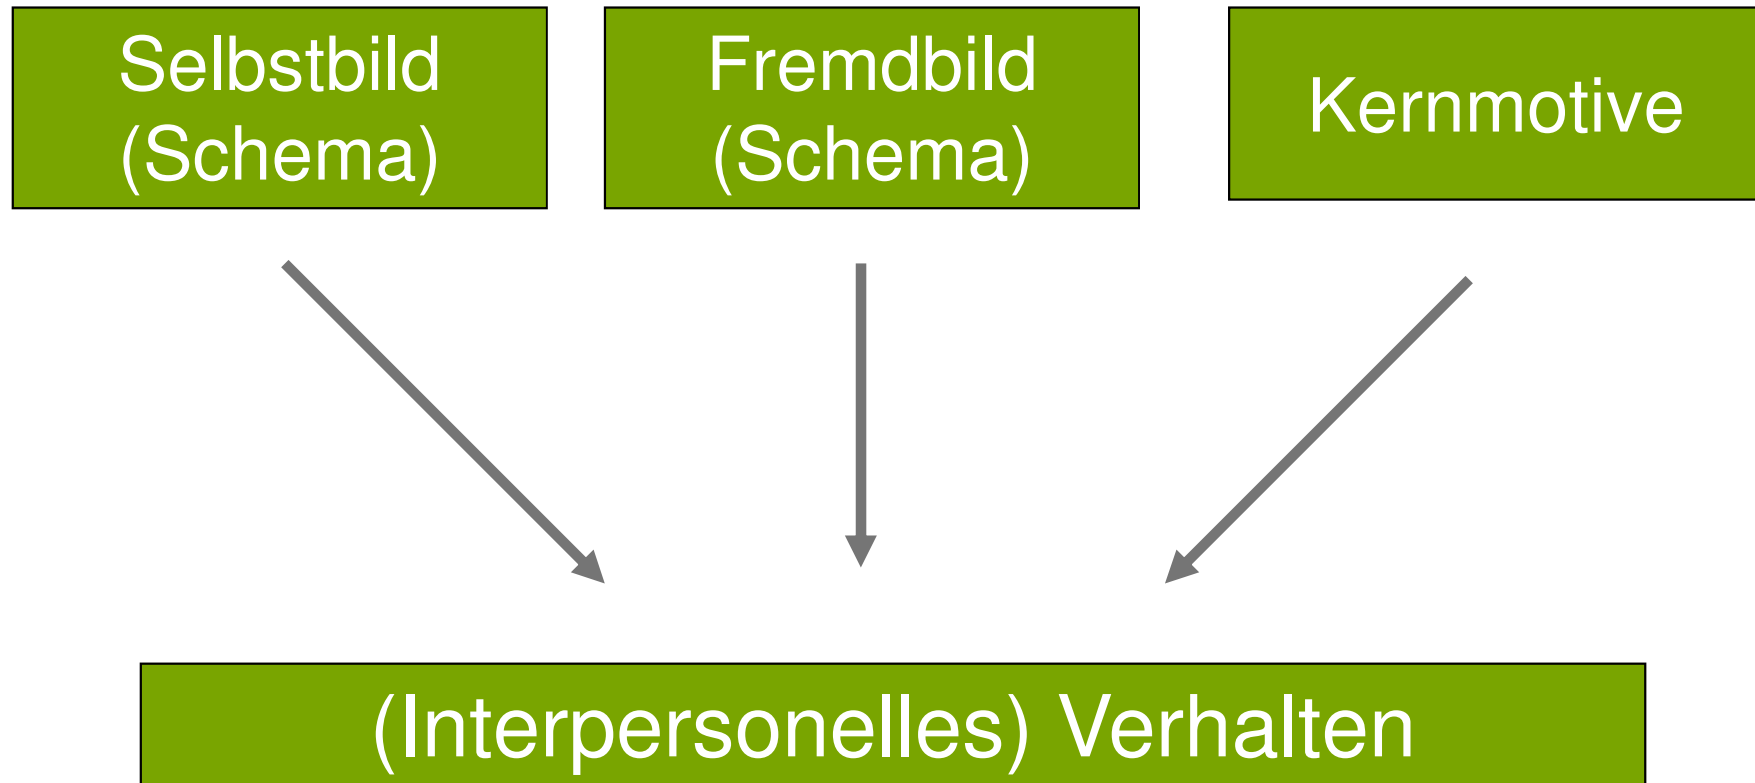 Selbstbild
(Schema)
Fremdbild
(Schema)
Kernmotive
(Interpersonelles) Verhalten